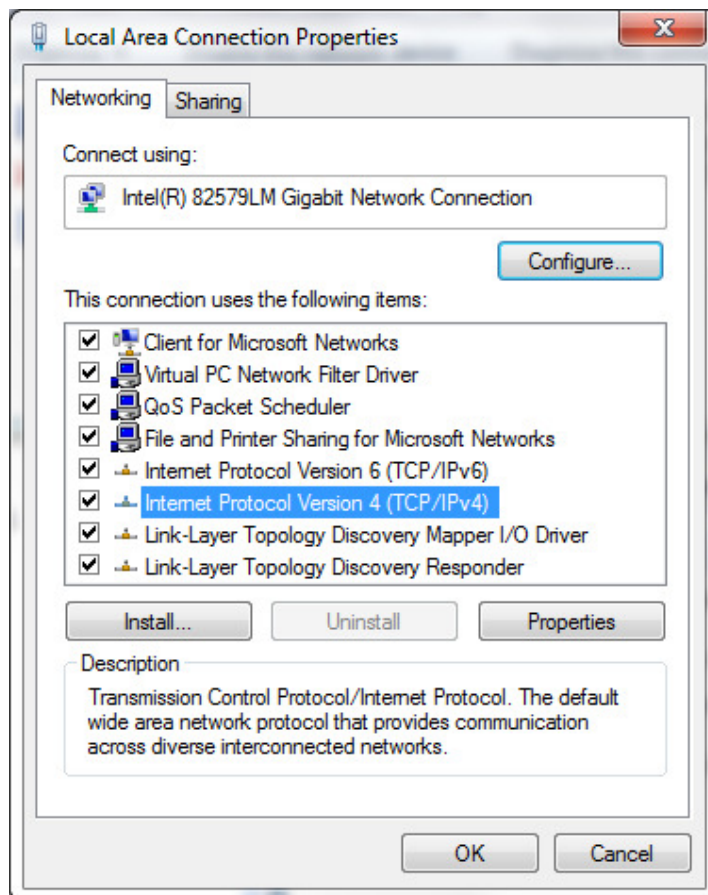 Local Area Connection Properties
Networking
Sharing
Connect using:
Intel(R) 82579LM Gigabit Network Connection
Configure...
This connection uses the following items:
Client for Microsoft Networks
Virtual PC Network Filter Driver
QoS Packet Scheduler
File and Printer Sharing for Microsoft Networks
Internet Protocol Version 6 (TCP/IPv6)
Internet Protocol Version 4 (TCP/IPv4)
Link-Layer Topology Discovery Mapper I/O Driver
Link-Layer Topology Discovery Responder
Install...
Uninstall
Properties
Description
Transmission Control Protocol/Internet Protocol. The default
wide area network protocol that provides communication
across diverse interconnected networks.
OK
Cancel